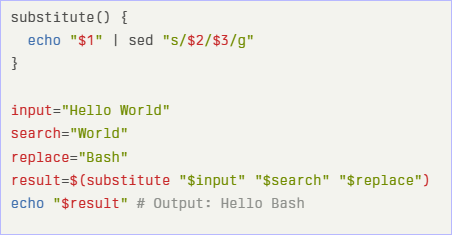 substitute() {
  echo "$1" | sed "s/$2/$3/g"
}

input="Hello World"
search="World"
replace="Bash"
result=$(substitute "$input" "$search" "$replace")
echo "$result" # Output: Hello Bash